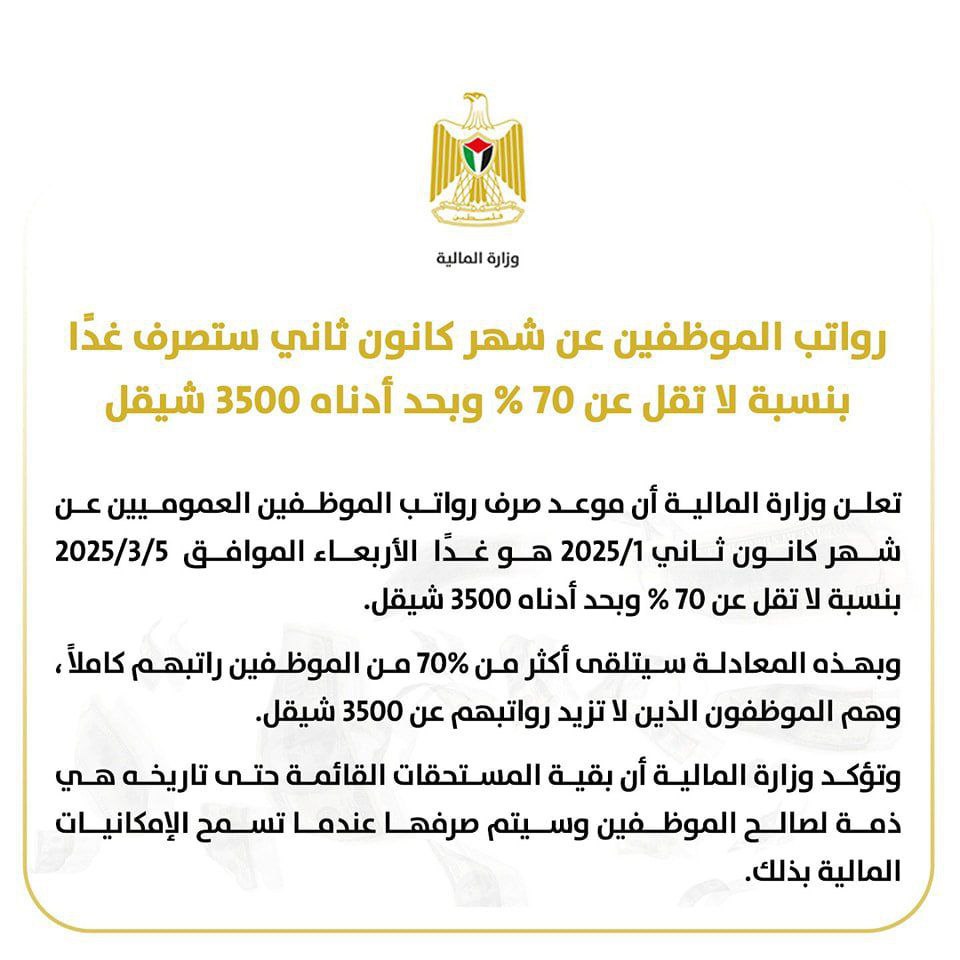 فلسطين
وزارة المالية
رواتب الموظفين عن شهر كانون ثاني ستصرف غدًا
بنسبة لا تقل عن 70 % وبحد أدناه 3500 شيقل
تعلن وزارة المالية أن موعد صرف رواتب الموظفين العموميين عن
شهر كانون ثاني 2025/1 هو غدًا الأربعاء الموافق 2025/3/5
بنسبة لا تقل عن 70 % وبحد أدناه 3500 شيقل.
وبهذه المعادلة سيتلقى أكثر من 70% من الموظفين راتبهم كاملاً ،
وهم الموظفون الذين لا تزيد رواتبهم عن 3500 شيقل.
وتؤكد وزارة المالية أن بقية المستحقات القائمة حتى تاريخه هي
ذمة لصالح الموظفين وسيتم صرفها عندما تسمح الإمكانيات
المالية بذلك.